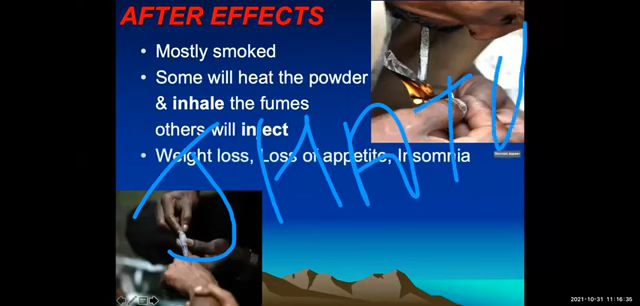 AFTER EFFECTS
• Mostly smoked
• Some will heat the powder
& inhale the fumes
others will inject
• Weight loss, Loss of appetite, Insomnia
JHATU
2021-10-31 11:16:35